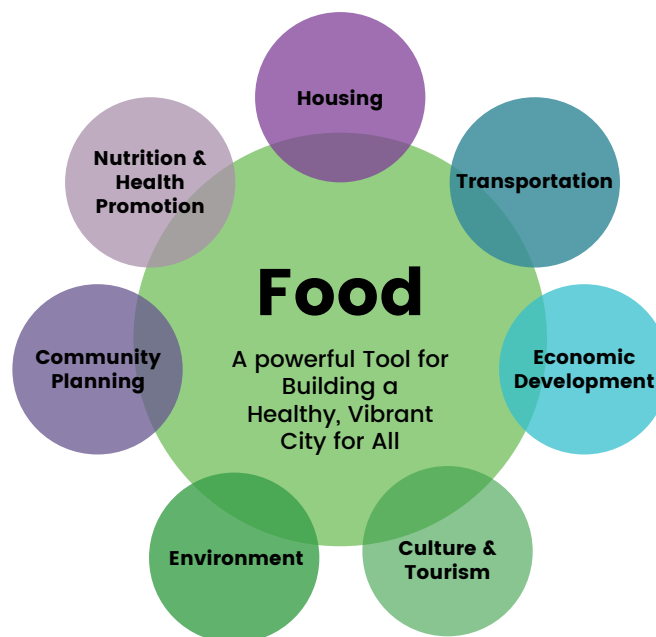 Housing
Nutrition &
Health
Promotion
Transportation
Food
A powerful Tool for
Building a
Healthy, Vibrant
City for All
Community
Planning
Economic
Development
Environment
Culture &
Tourism